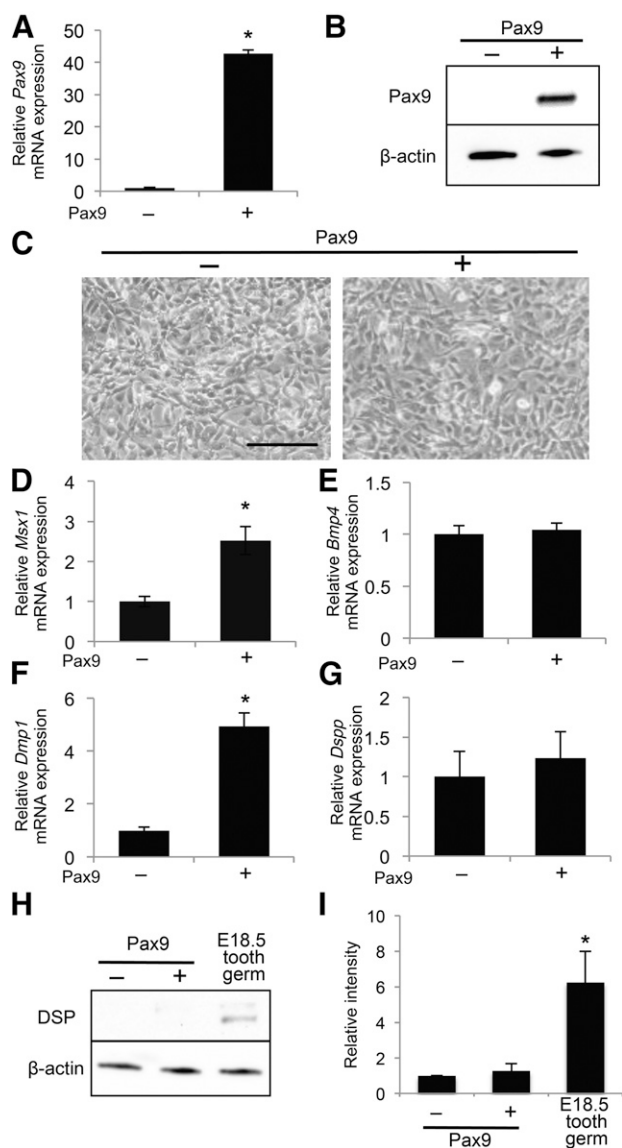 A
Relative Pax9
mRNA expression
50
40
30
20
10
0
*
Pax9
– +
B
Pax9
– +
Pax9
β-actin
C
Pax9
– +
D
Relative Msx1
mRNA expression
4
3
2
1
0
*
Pax9
– +
E
Relative Bmp4
mRNA expression
1.5
1
0.5
0
Pax9
– +
F
Relative Dmp1
mRNA expression
6
4
2
0
*
Pax9
– +
G
Relative Dspp
mRNA expression
2
1.5
1
0.5
0
Pax9
– +
H
Pax9
– +
E18.5
tooth
germ
DSP
β-actin
I
Relative intensity
10
8
6
4
2
0
*
– +
Pax9
E18.5
tooth
germ